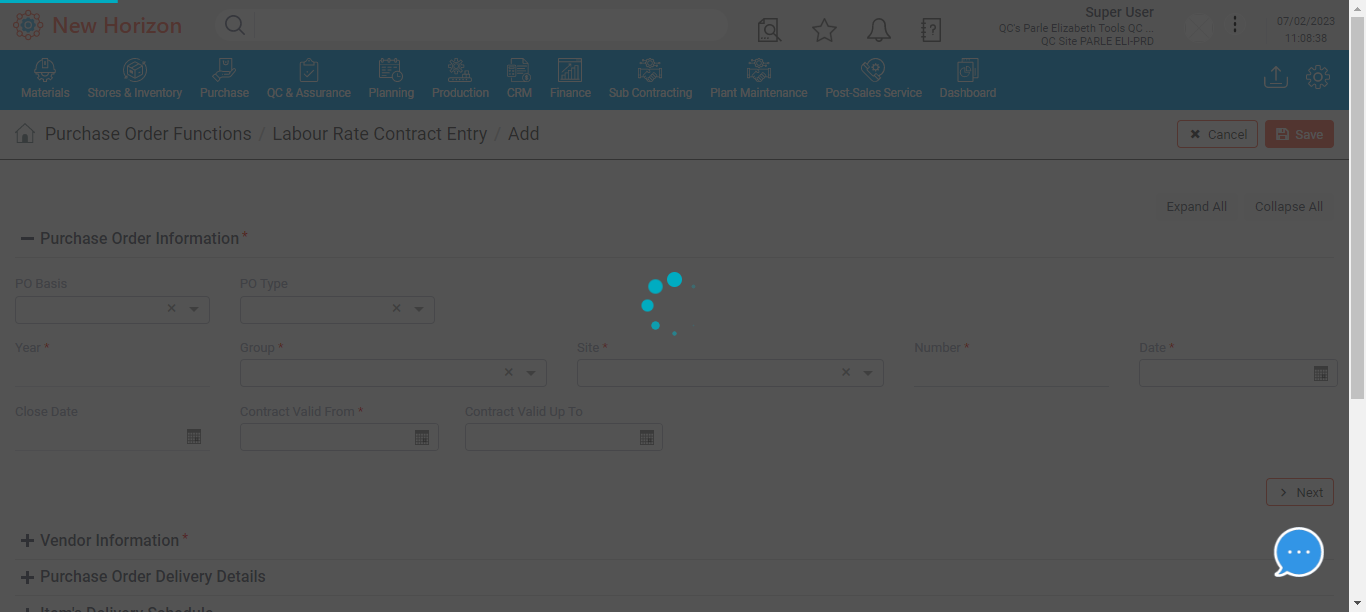 New Horizon
Super User
QC's Parle Elizabeth Tools QC ...
QC Site PARLE ELI-PRD
07/02/2023
11:08:38
Materials Stores & Inventory Purchase QC & Assurance Planning Production CRM Finance Sub Contracting Plant Maintenance Post-Sales Service Dashboard
Purchase Order Functions / Labour Rate Contract Entry / Add
Cancel Save
Expand All Collapse All
Purchase Order Information *
PO Basis PO Type
Year * Group * Site * Number * Date *
Close Date Contract Valid From * Contract Valid Up To
Next
Vendor Information *
Purchase Order Delivery Details
Item's Delivery Schedule